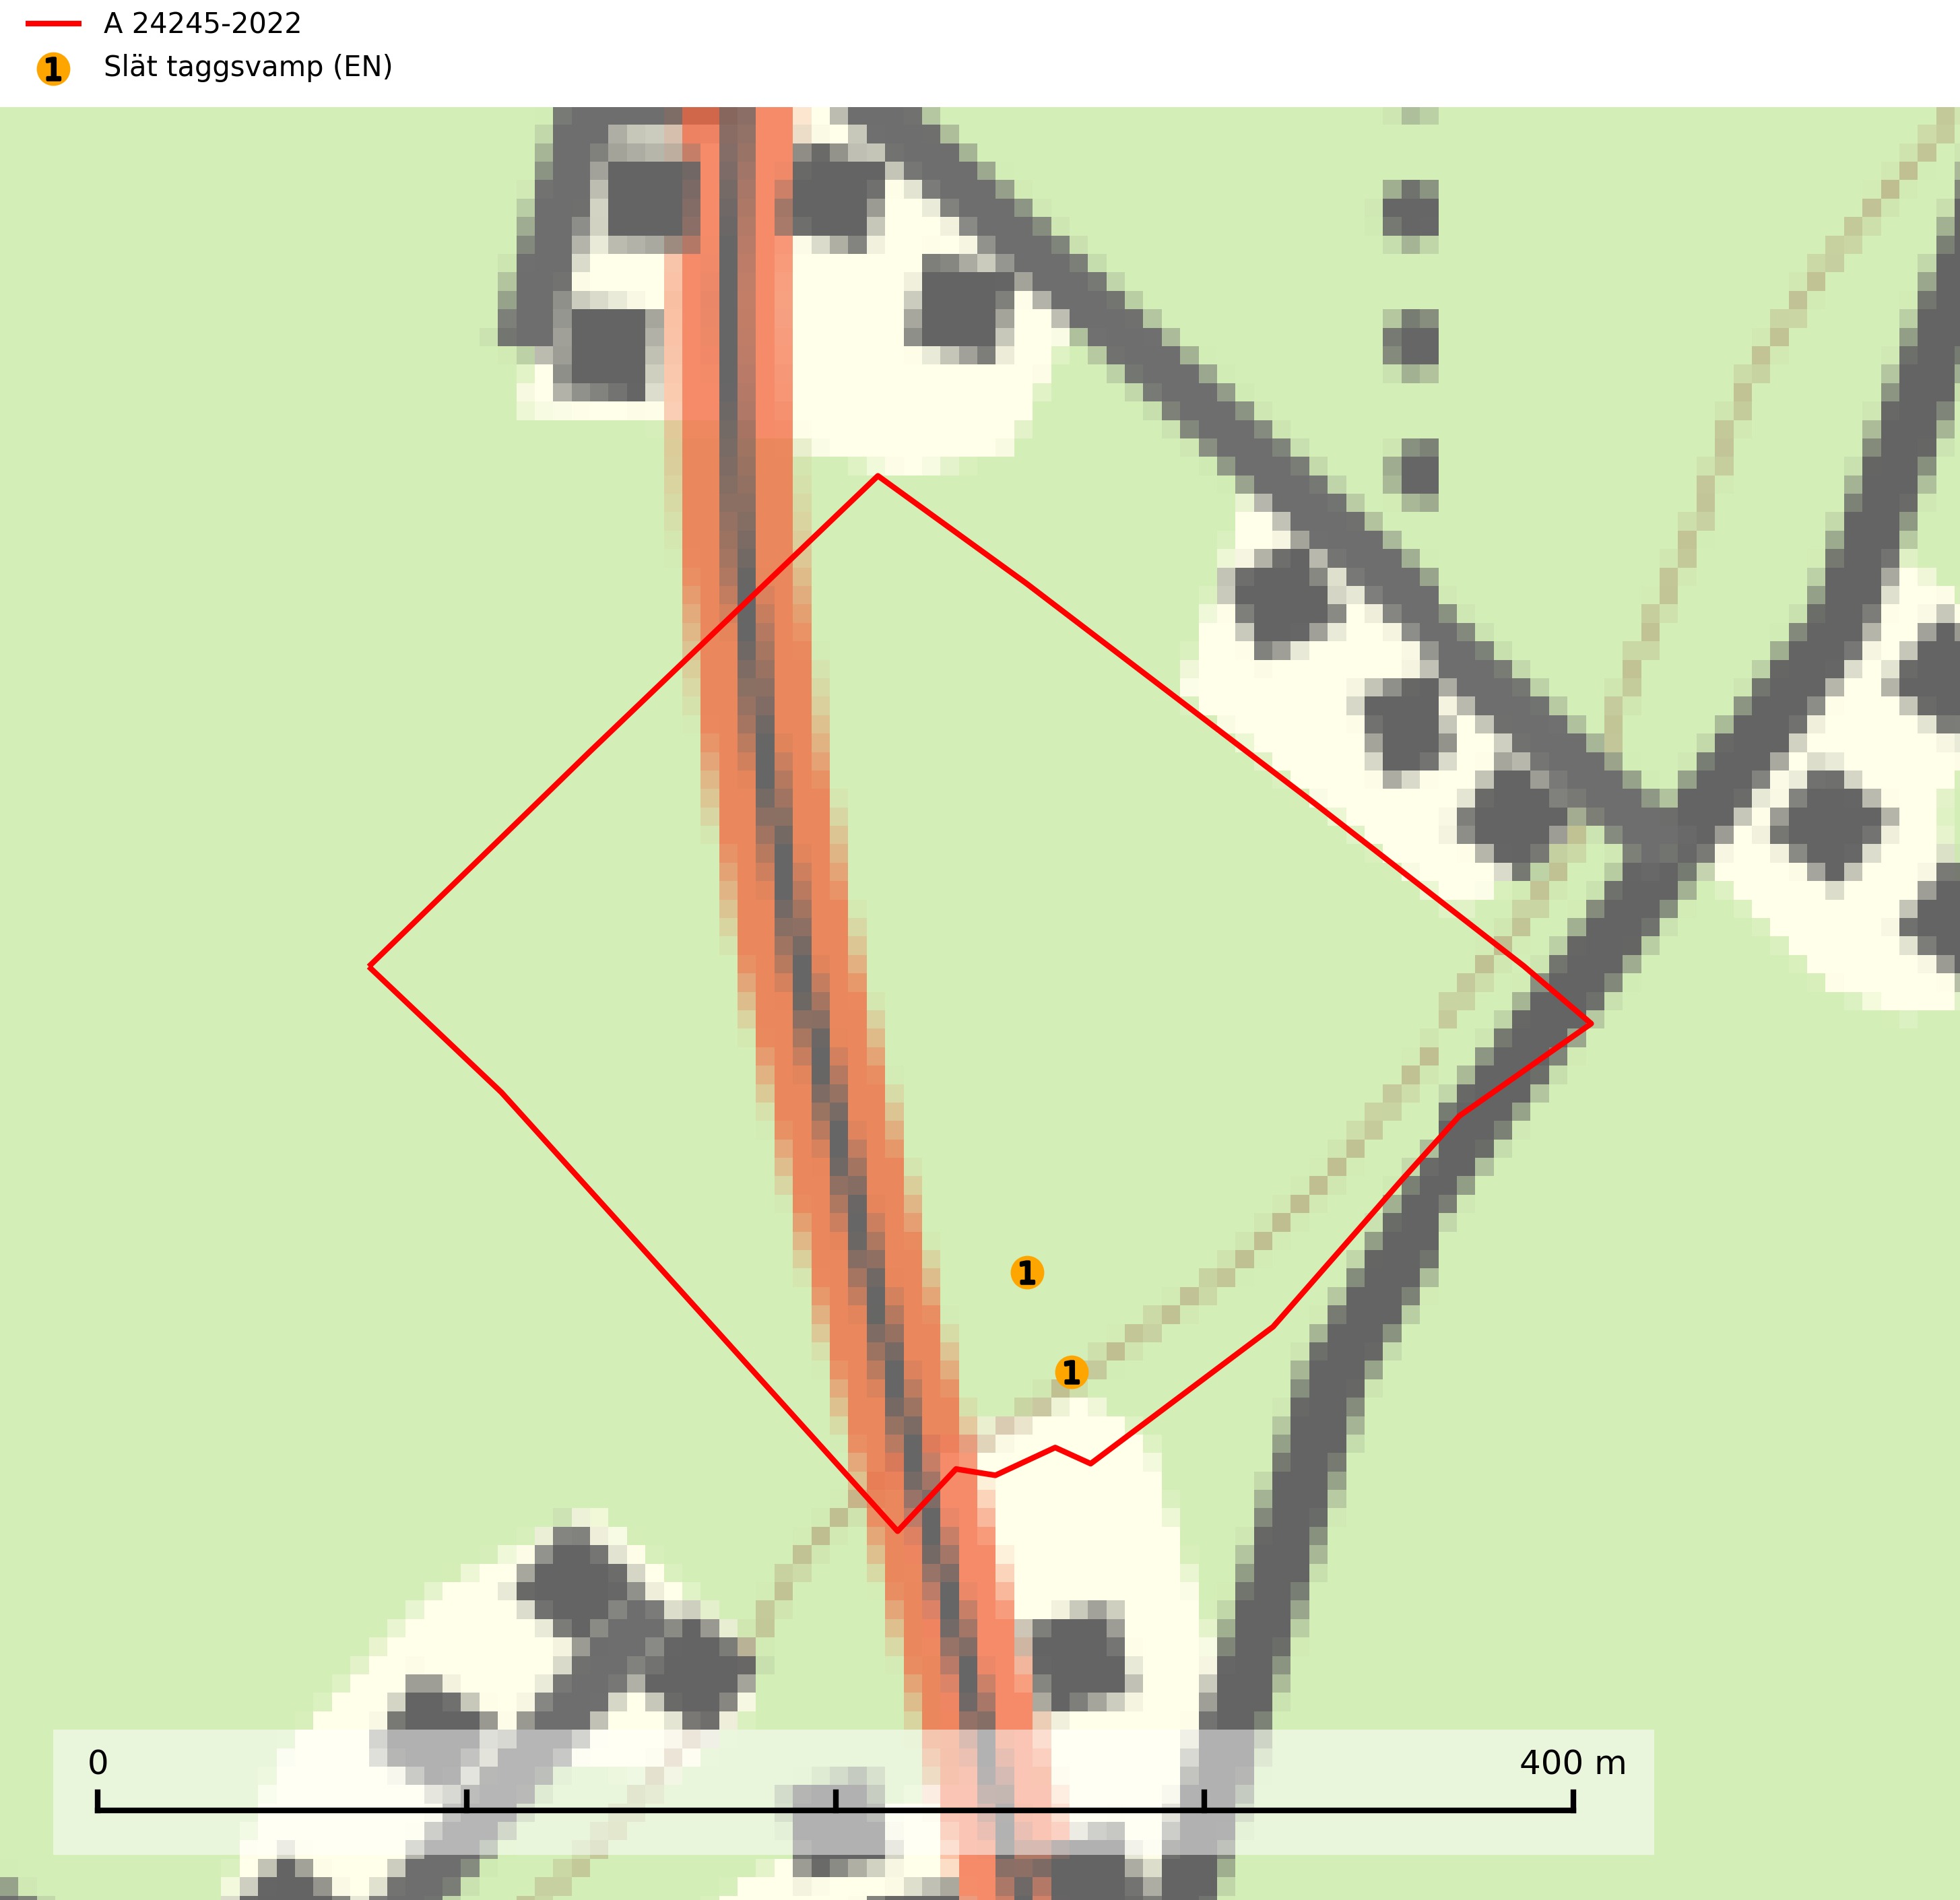 A 24245-2022
1 Slät taggsvamp (EN)
1
1
0 400 m